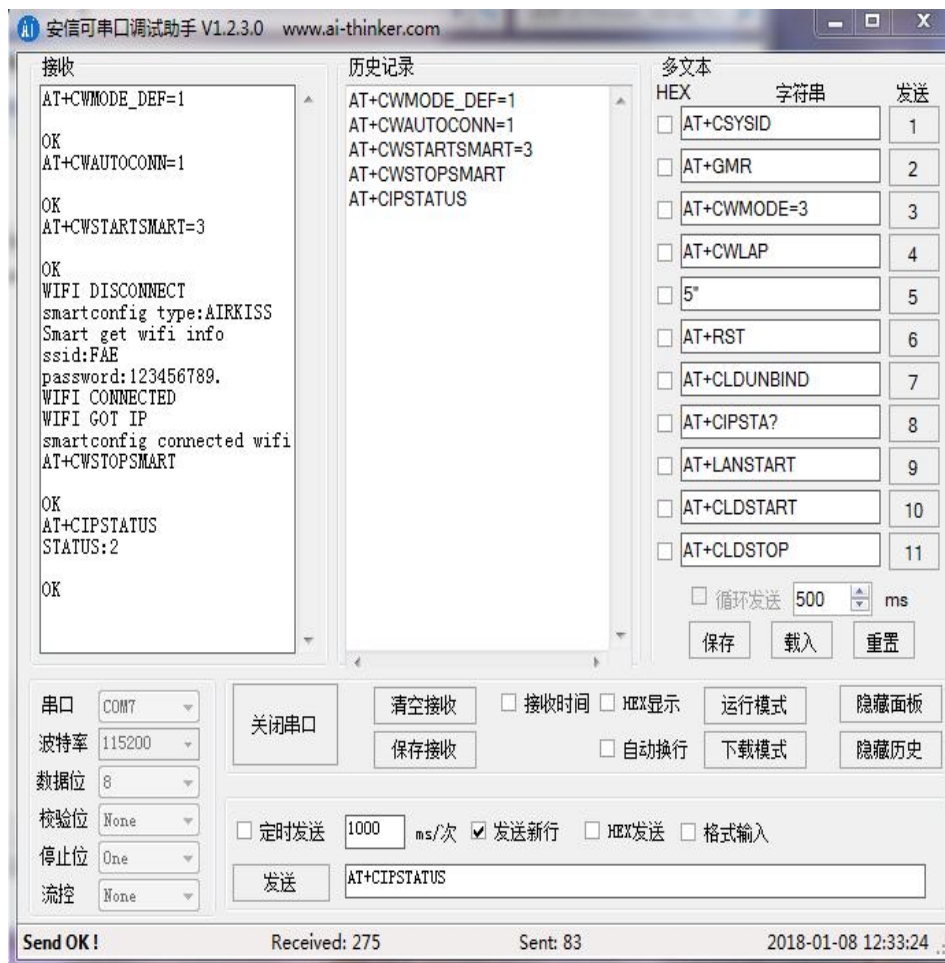 安信可串口调试助手 V1.2.3.0 www.ai-thinker.com
接收
AT+CWMODE_DEF=1
OK
AT+CWAUTOCONN=1
OK
AT+CWSTARTSMART=3
OK
WIFI DISCONNECT
smartconfig type:AIRKISS
Smart get wifi info
ssid:FAE
password:123456789.
WIFI CONNECTED
WIFI GOT IP
smartconfig connected wifi
AT+CWSTOPSMART
OK
AT+CIPSTATUS
STATUS:2
OK
历史记录
AT+CWMODE_DEF=1
AT+CWAUTOCONN=1
AT+CWSTARTSMART=3
AT+CWSTOPSMART
AT+CIPSTATUS
多文本
HEX 字符串 发送
AT+CSYSID 1
AT+GMR 2
AT+CWMODE=3 3
AT+CWLAP 4
5" 5
AT+RST 6
AT+CLDUNBIND 7
AT+CIPSTA? 8
AT+LANSTART 9
AT+CLDSTART 10
AT+CLDSTOP 11
循环发送 500 ms
保存 载入 重置
串口 COM7
波特率 115200
数据位 8
校验位 None
停止位 One
流控 None
关闭串口
清空接收 接收时间 HEX显示 运行模式 隐藏面板
保存接收 自动换行 下载模式 隐藏历史
定时发送 1000 ms/次 发送新行 HEX发送 格式输入
发送 AT+CIPSTATUS
Send OK ! Received: 275 Sent: 83 2018-01-08 12:33:24